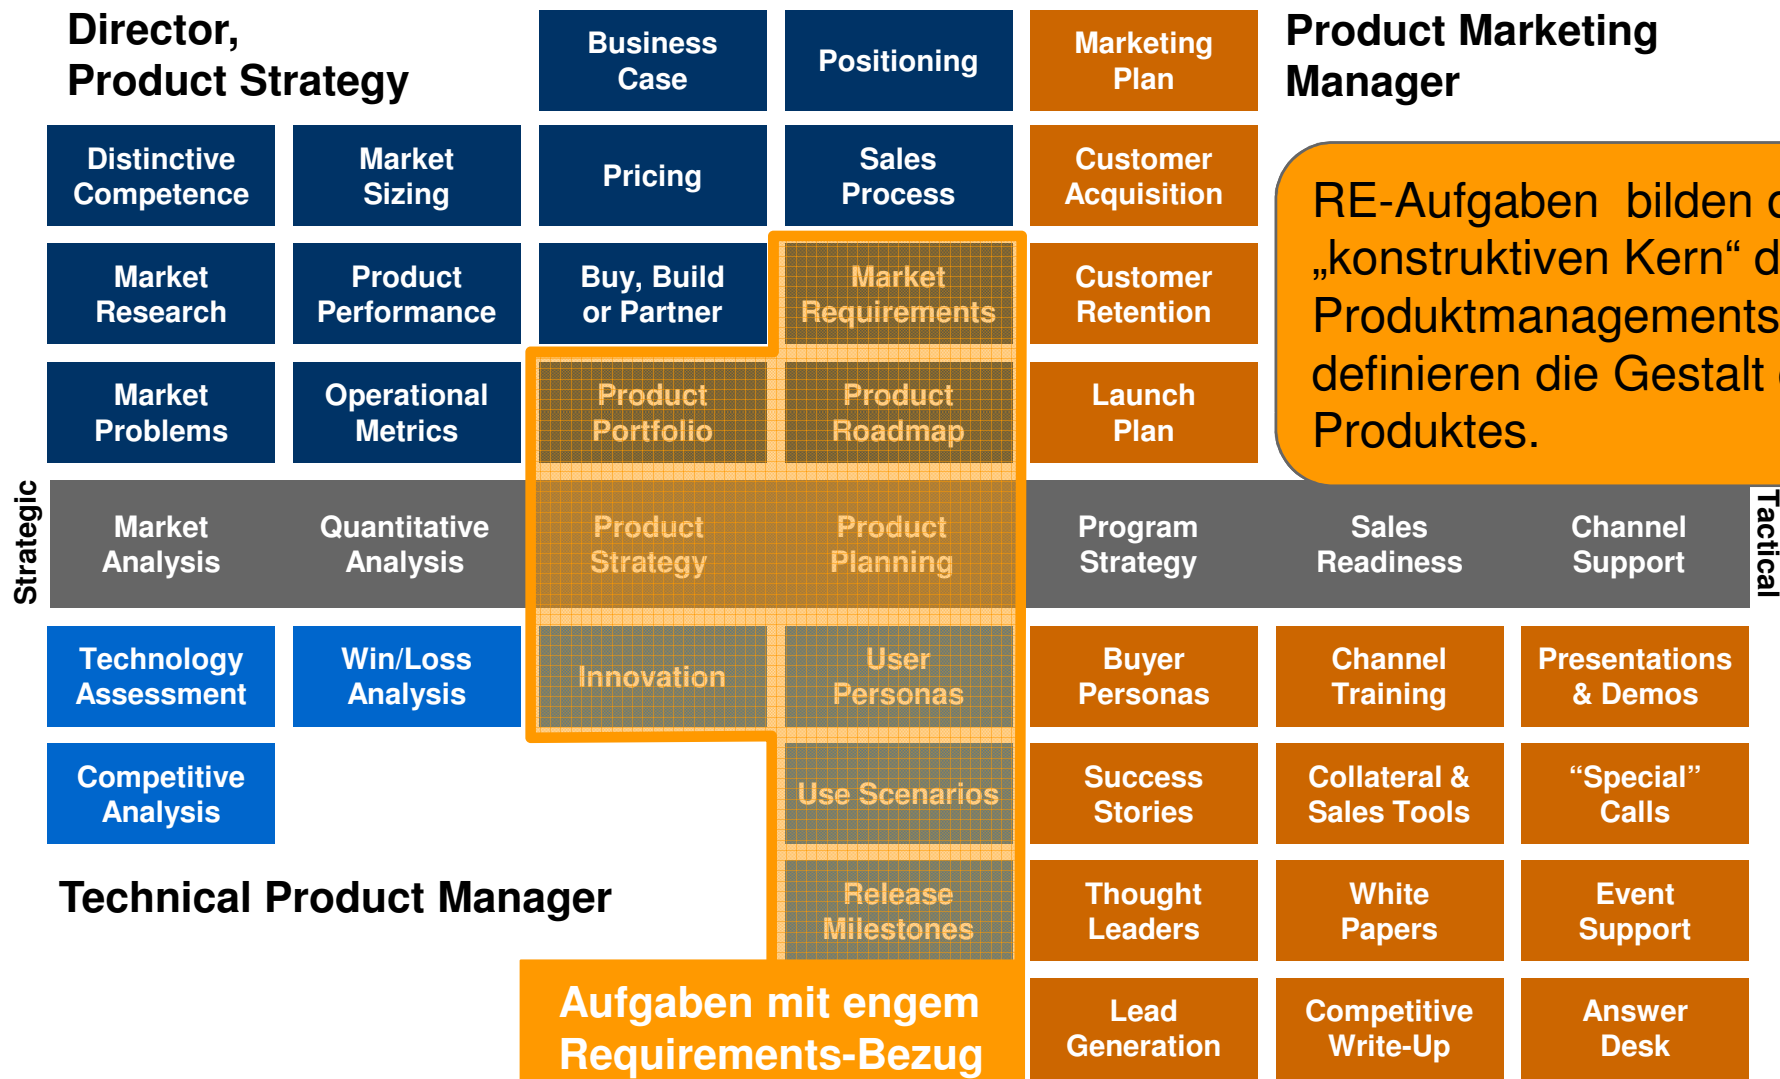 Director,
Product Strategy
Business
Case
Positioning
Marketing
Plan
Product Marketing
Manager
Distinctive
Competence
Market
Sizing
Pricing
Sales
Process
Customer
Acquisition
RE-Aufgaben bilden
„konstruktiven Kern“
Produktmanagements
definieren die Gestalt
Produktes.
Market
Research
Product
Performance
Buy, Build
or Partner
Market
Requirements
Customer
Retention
Market
Problems
Operational
Metrics
Product
Portfolio
Product
Roadmap
Launch
Plan
Strategic
Market
Analysis
Quantitative
Analysis
Product
Strategy
Product
Planning
Program
Strategy
Sales
Readiness
Channel
Support
Tactical
Technology
Assessment
Win/Loss
Analysis
Innovation
User
Personas
Buyer
Personas
Channel
Training
Presentations
& Demos
Competitive
Analysis
Use Scenarios
Success
Stories
Collateral &
Sales Tools
“Special”
Calls
Technical Product Manager
Release
Milestones
Thought
Leaders
White
Papers
Event
Support
Aufgaben mit engem
Requirements-Bezug
Lead
Generation
Competitive
Write-Up
Answer
Desk